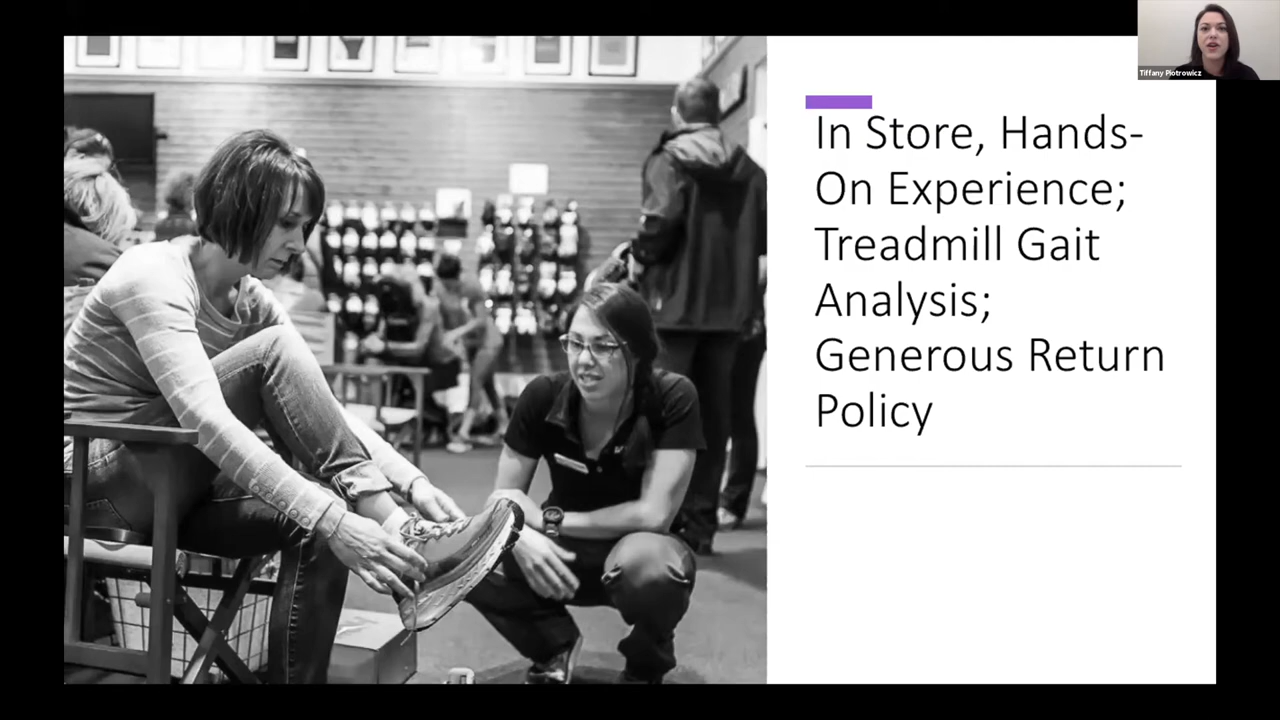 Tiffany Piotrowicz
In Store, Hands-
On Experience;
Treadmill Gait
Analysis;
Generous Return
Policy